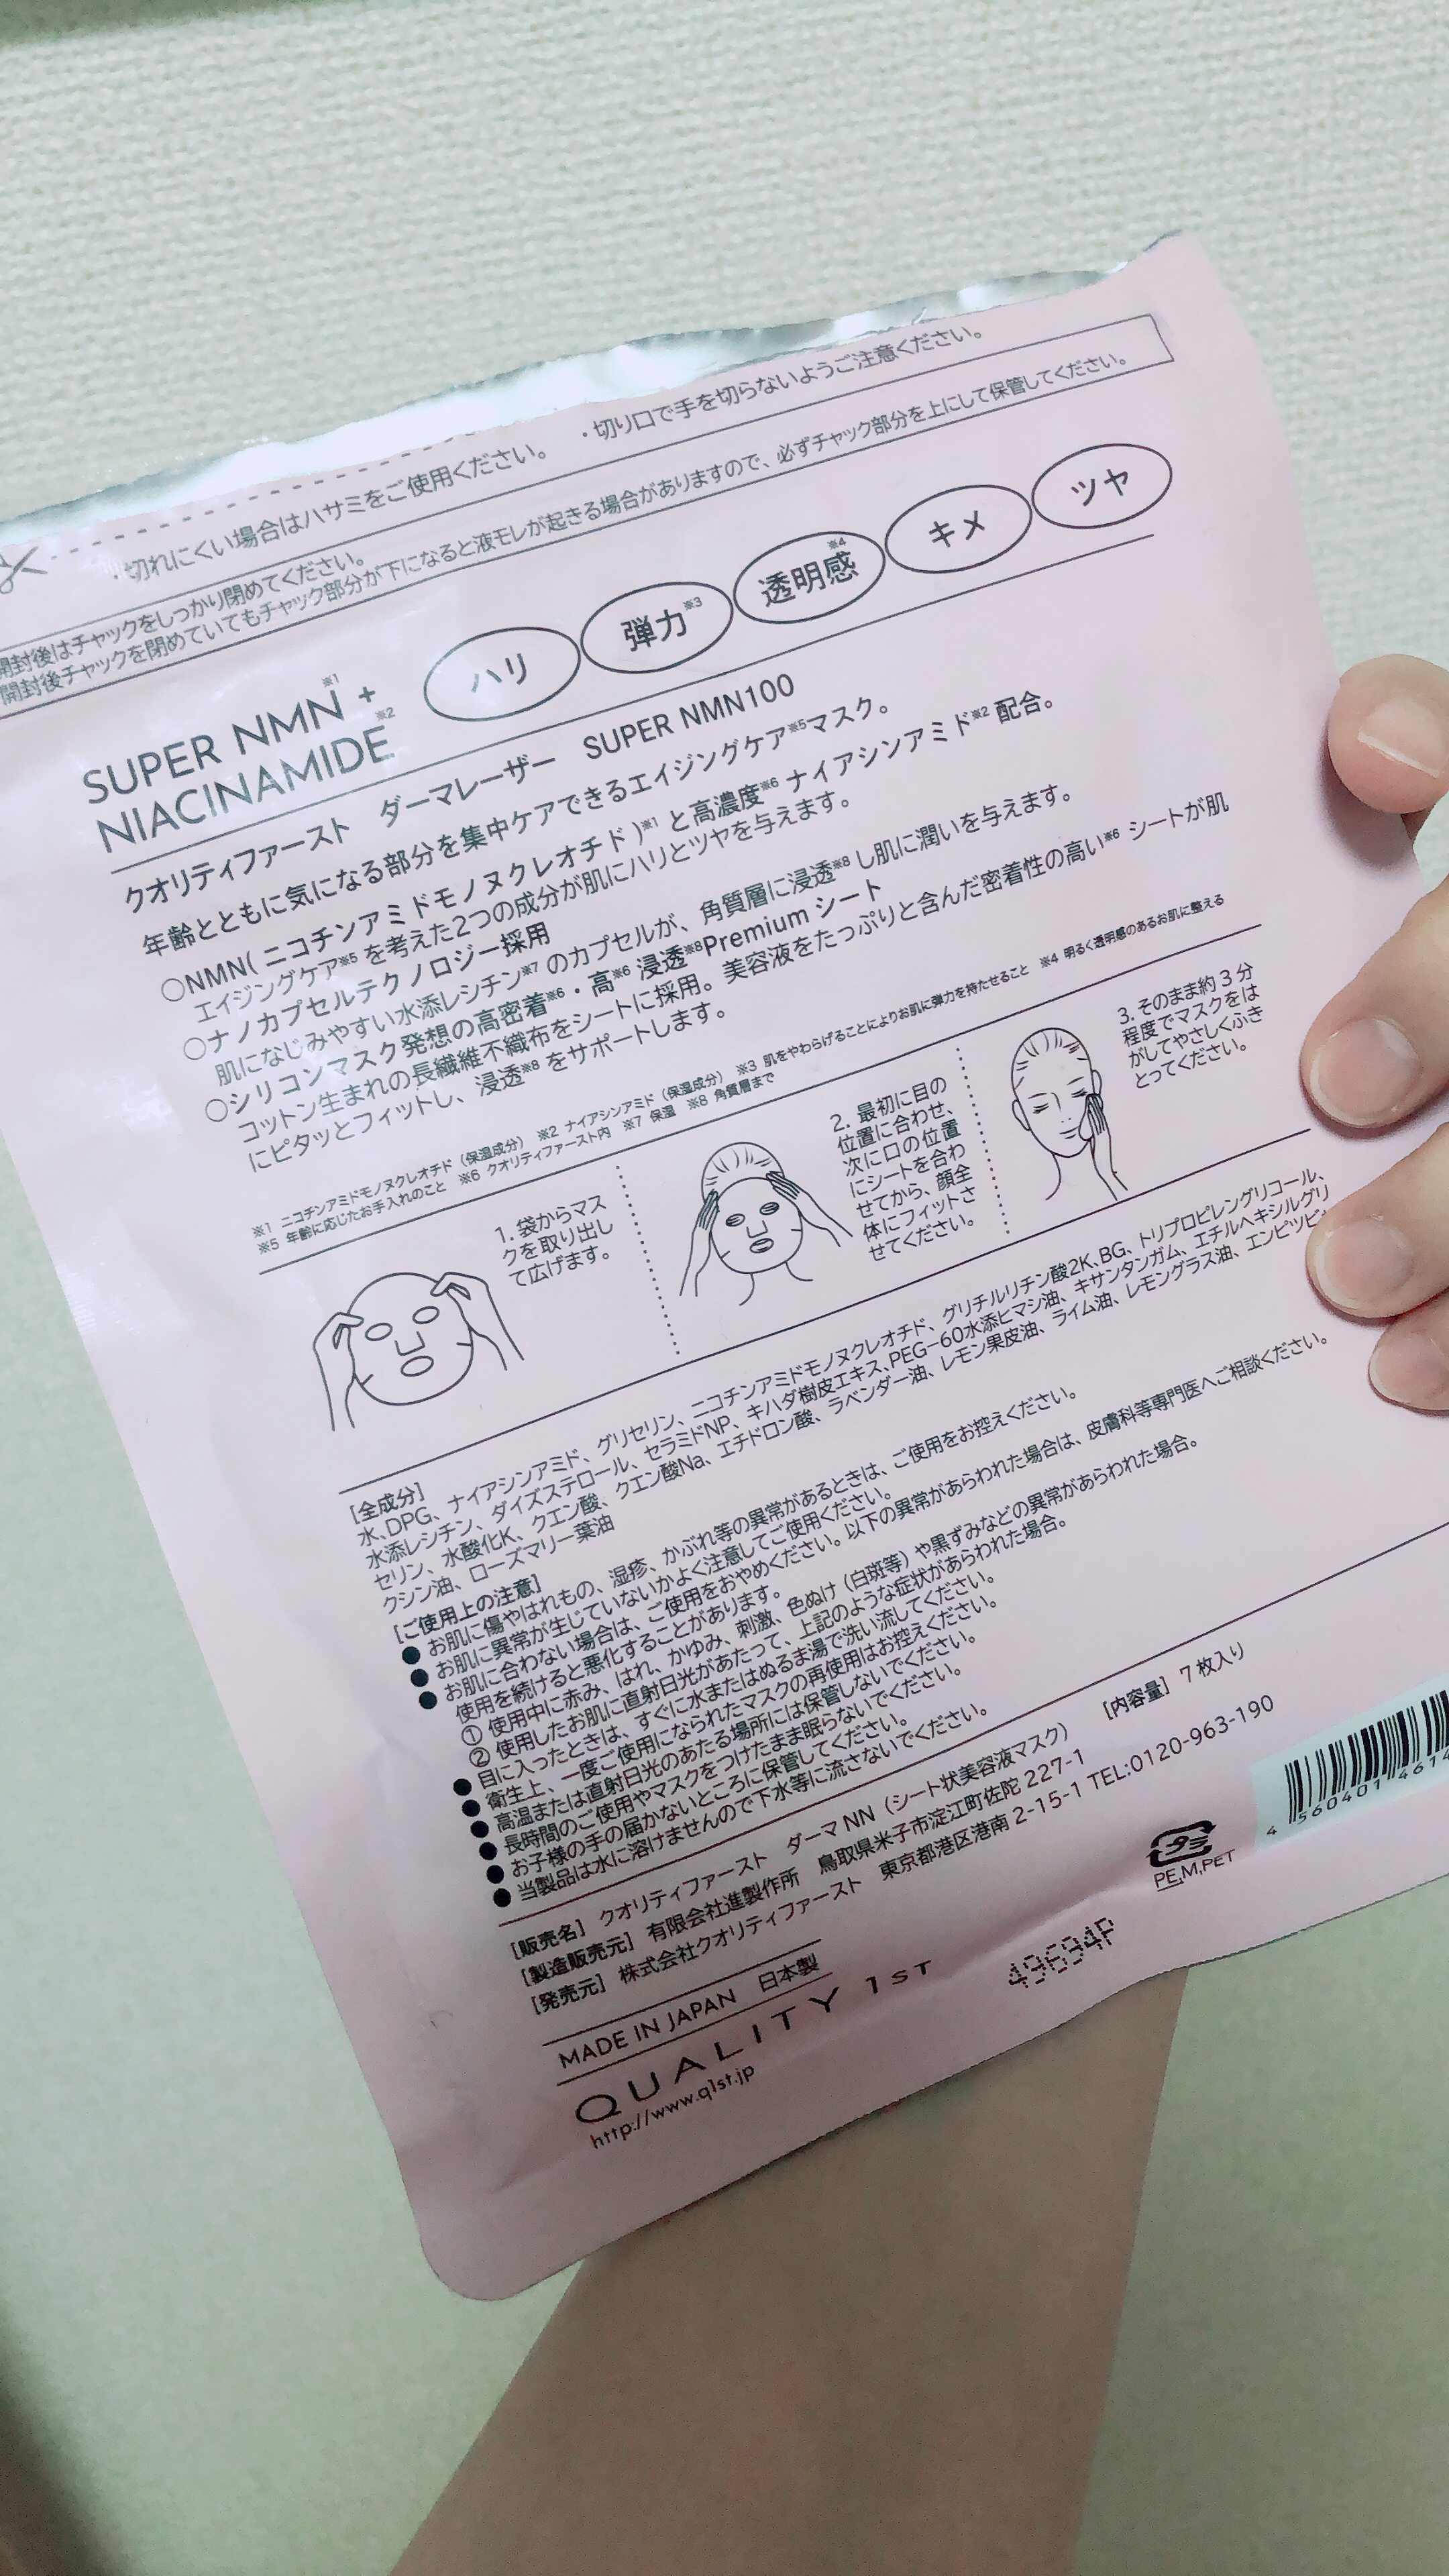 ・切れにくい場合はハサミをご使用ください。 ・切り口で手を切らないようご注意ください。
開封後はチャックをしっかり閉めてください。
開封後チャックを閉めていてもチャック部分が下になると液モレが起きる場合がありますので、必ずチャック部分を上にして保管してください。
SUPER NMN※1 +
NIACINAMIDE※2
ハリ 弾力※3 透明感※4 キメ ツヤ
クオリティファースト ダーマレーザー SUPER NMN100
年齢とともに気になる部分を集中ケアできるエイジングケア※5マスク。
○NMN(ニコチンアミドモノヌクレオチド)※1 と高濃度※6 ナイアシンアミド※2 配合。
エイジングケア※5 を考えた2つの成分が肌にハリとツヤを与えます。
○ナノカプセルテクノロジー採用
肌になじみやすい水添レシチン※7 のカプセルが、角質層に浸透※8 し肌に潤いを与えます。
○シリコンマスク発想の高密着※6・高※6 浸透※8Premium シート
コットン生まれの長繊維不織布をシートに採用。美容液をたっぷりと含んだ密着性の高い※6 シートが肌
にピタッとフィットし、浸透※8 をサポートします。
※1 ニコチンアミドモノヌクレオチド（保湿成分） ※2 ナイアシンアミド（保湿成分） ※3 肌をやわらげることによりお肌に弾力を持たせること ※4 明るく透明感のあるお肌に整える
※5 年齢に応じたお手入れのこと ※6 クオリティファースト内 ※7 保湿 ※8 角質層まで
1. 袋からマス
クを取り出し
て広げます。
2. 最初に目の
位置に合わせ、
次に口の位置
にシートを合わ
せてから、顔全
体にフィットさ
せてください。
3. そのまま約 3 分
程度でマスクをは
がしてやさしくふき
とってください。
[全成分]
水、DPG、ナイアシンアミド、グリセリン、ニコチンアミドモノヌクレオチド、グリチルリチン酸2K、BG、トリプロピレングリコール、
水添レシチン、ダイズステロール、セラミドNP、キハダ樹皮エキス、PEG-60水添ヒマシ油、キサンタンガム、エチルヘキシルグリ
セリン、水酸化K、クエン酸、クエン酸Na、エチドロン酸、ラベンダー油、レモン果皮油、ライム油、レモングラス油、エンピツビャ
クシン油、ローズマリー葉油
[ご使用上の注意]
● お肌に傷やはれもの、湿疹、かぶれ等の異常があるときは、ご使用をお控えください。
● お肌に異常が生じていないかよく注意してご使用ください。
● お肌に合わない場合は、ご使用をおやめください。以下の異常があらわれた場合は、皮膚科等専門医へご相談ください。
使用を続けると悪化することがあります。
① 使用中に赤み、はれ、かゆみ、刺激、色ぬけ（白斑等）や黒ずみなどの異常があらわれた場合。
② 使用したお肌に直射日光があたって、上記のような症状があらわれた場合。
● 目に入ったときは、すぐに水またはぬるま湯で洗い流してください。
● 衛生上、一度ご使用になられたマスクの再使用はお控えください。
● 高温または直射日光のあたる場所には保管しないでください。
● 長時間のご使用やマスクをつけたまま眠らないでください。
● お子様の手の届かないところに保管してください。
● 当製品は水に溶けませんので下水等に流さないでください。
[販売名] クオリティファースト ダーマ NN（シート状美容液マスク） [内容量] 7 枚入り
[製造販売元] 有限会社進製作所 鳥取県米子市淀江町佐陀 227-1
[発売元] 株式会社クオリティファースト 東京都港区港南 2-15-1 TEL:0120-963-190
MADE IN JAPAN 日本製
QUALITY 1ST
http://www.q1st.jp
49694P
PE,M,PET
4 560401 4614